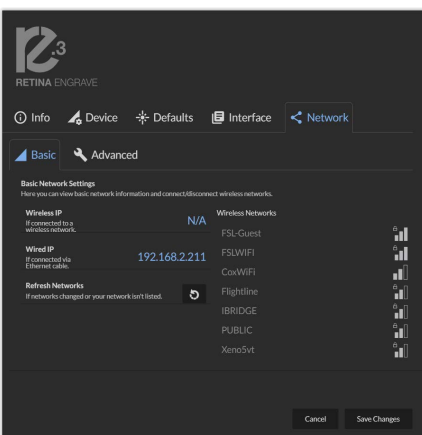 re.3
RETINA ENGRAVE
Info Device Defaults Interface Network
Basic Advanced
Basic Network Settings
Here you can view basic network information and connect/disconnect wireless networks.
Wireless IP
If connected to a
wireless network.
N/A
Wired IP
If connected via
Ethernet cable.
192.168.2.211
Refresh Networks
If networks changed or your network isn't listed.
Wireless Networks
FSL-Guest
FSLWIFI
CoxWiFi
Flightline
IBRIDGE
PUBLIC
Xeno5vt
Cancel Save Changes